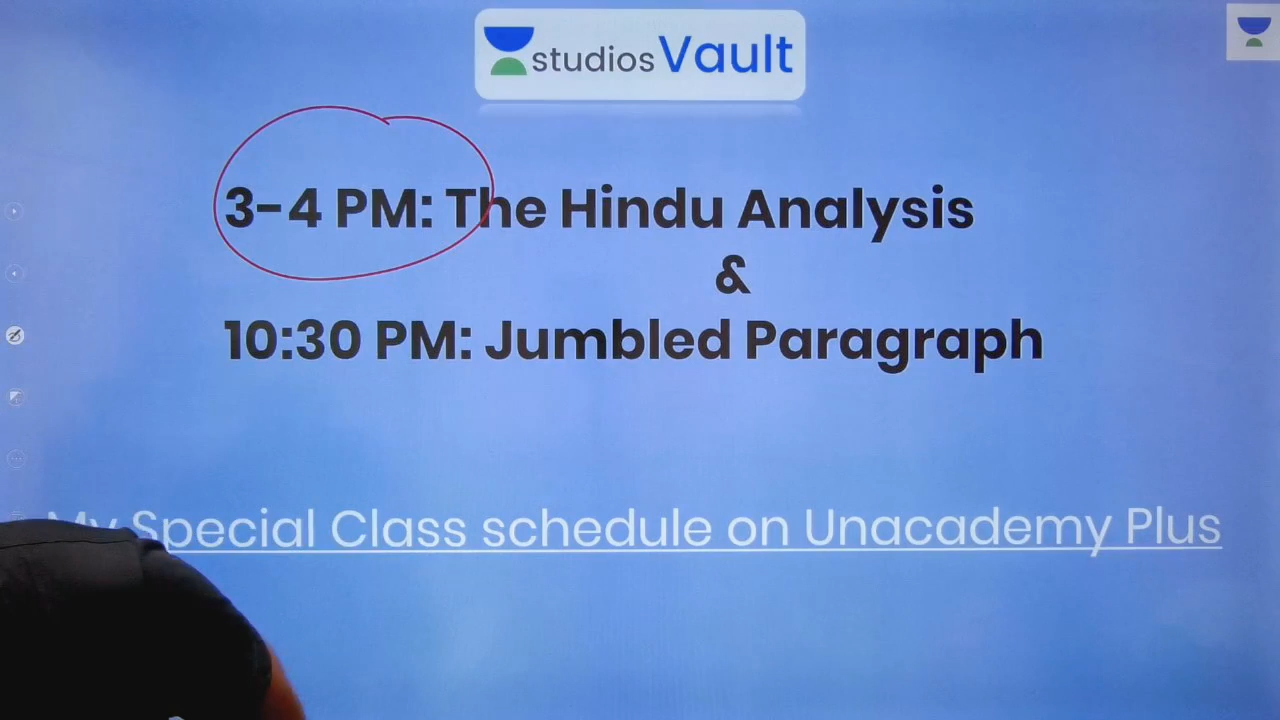 studios Vault
3-4 PM: The Hindu Analysis
&
10:30 PM: Jumbled Paragraph
My Special Class schedule on Unacademy Plus